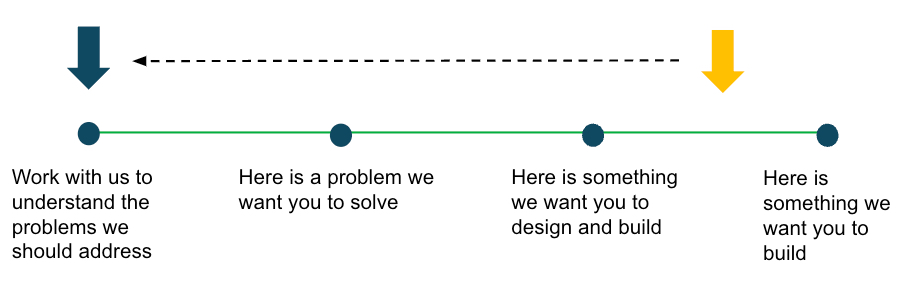 Work with us to
understand the
problems we
should address
Here is a problem we
want you to solve
Here is something
we want you to
design and build
Here is
something we
want you to
build